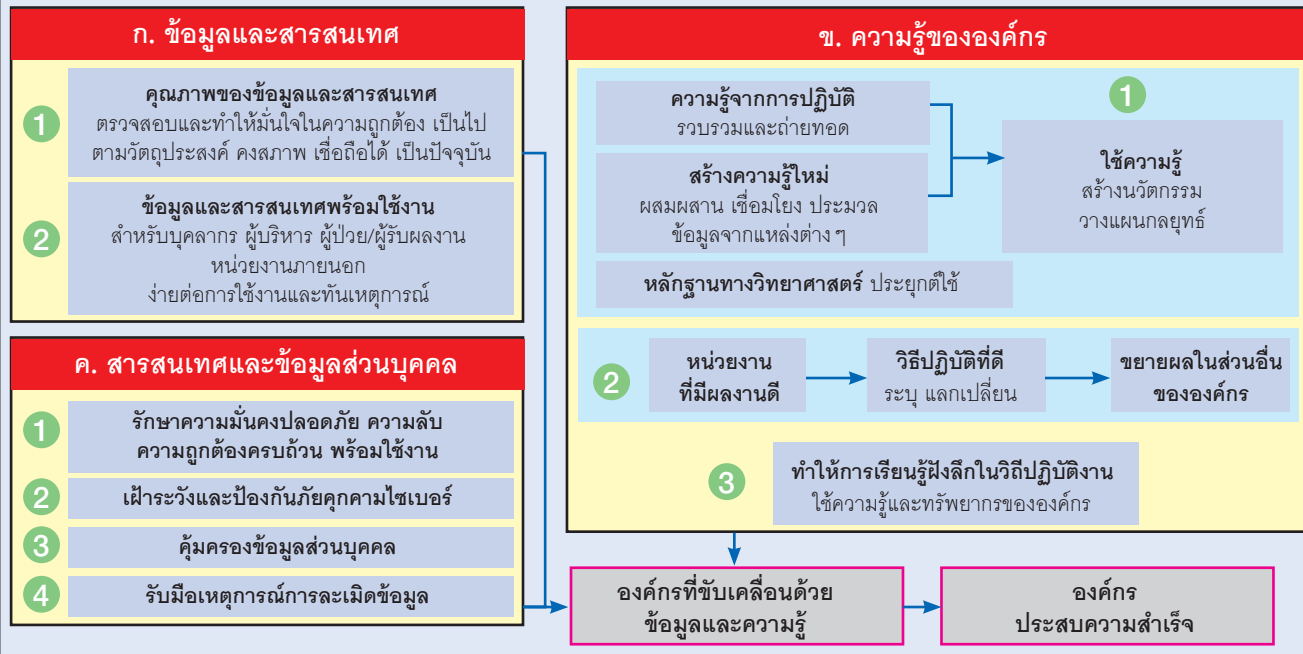 ก. ข้อมูลและสารสนเทศ
1
คุณภาพของข้อมูลและสารสนเทศ
ตรวจสอบและทำให้มั่นใจในความถูกต้อง เป็นไป
ตามวัตถุประสงค์ คงสภาพ เชื่อถือได้ เป็นปัจจุบัน
2
ข้อมูลและสารสนเทศพร้อมใช้งาน
สำหรับบุคลากร ผู้บริหาร ผู้ป่วย/ผู้รับผลงาน
หน่วยงานภายนอก
ง่ายต่อการใช้งานและทันเหตุการณ์
ค. สารสนเทศและข้อมูลส่วนบุคคล
1
รักษาความมั่นคงปลอดภัย ความลับ
ความถูกต้องครบถ้วน พร้อมใช้งาน
2
เฝ้าระวังและป้องกันภัยคุกคามไซเบอร์
3
คุ้มครองข้อมูลส่วนบุคคล
4
รับมือเหตุการณ์การละเมิดข้อมูล
ข. ความรู้ขององค์กร
ความรู้จากการปฏิบัติ
รวบรวมและถ่ายทอด
สร้างความรู้ใหม่
ผสมผสาน เชื่อมโยง ประมวล
ข้อมูลจากแหล่งต่าง ๆ
หลักฐานทางวิทยาศาสตร์ ประยุกต์ใช้
1
ใช้ความรู้
สร้างนวัตกรรม
วางแผนกลยุทธ์
2
หน่วยงาน
ที่มีผลงานดี
วิธีปฏิบัติที่ดี
ระบุ แลกเปลี่ยน
ขยายผลในส่วนอื่น
ขององค์กร
3
ทำให้การเรียนรู้ฝังลึกในวิถีปฏิบัติงาน
ใช้ความรู้และทรัพยากรขององค์กร
องค์กรที่ขับเคลื่อนด้วย
ข้อมูลและความรู้
องค์กร
ประสบความสำเร็จ